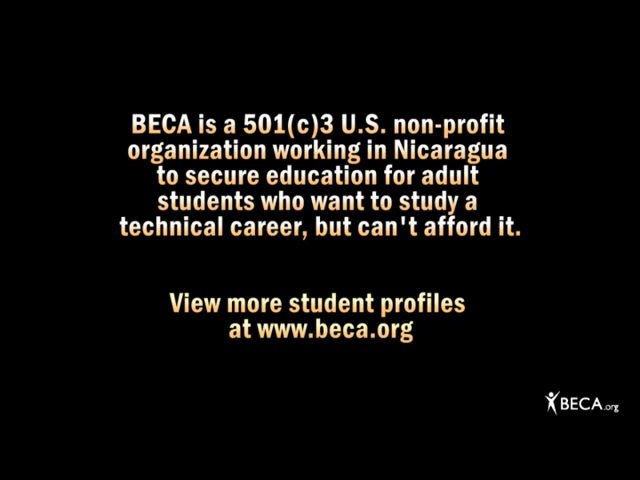 BECA is a 501(c)3 U.S. non-profit
organization working in Nicaragua
to secure education for adult
students who want to study a
technical career, but can't afford it.
View more student profiles
at www.beca.org
BECA.org